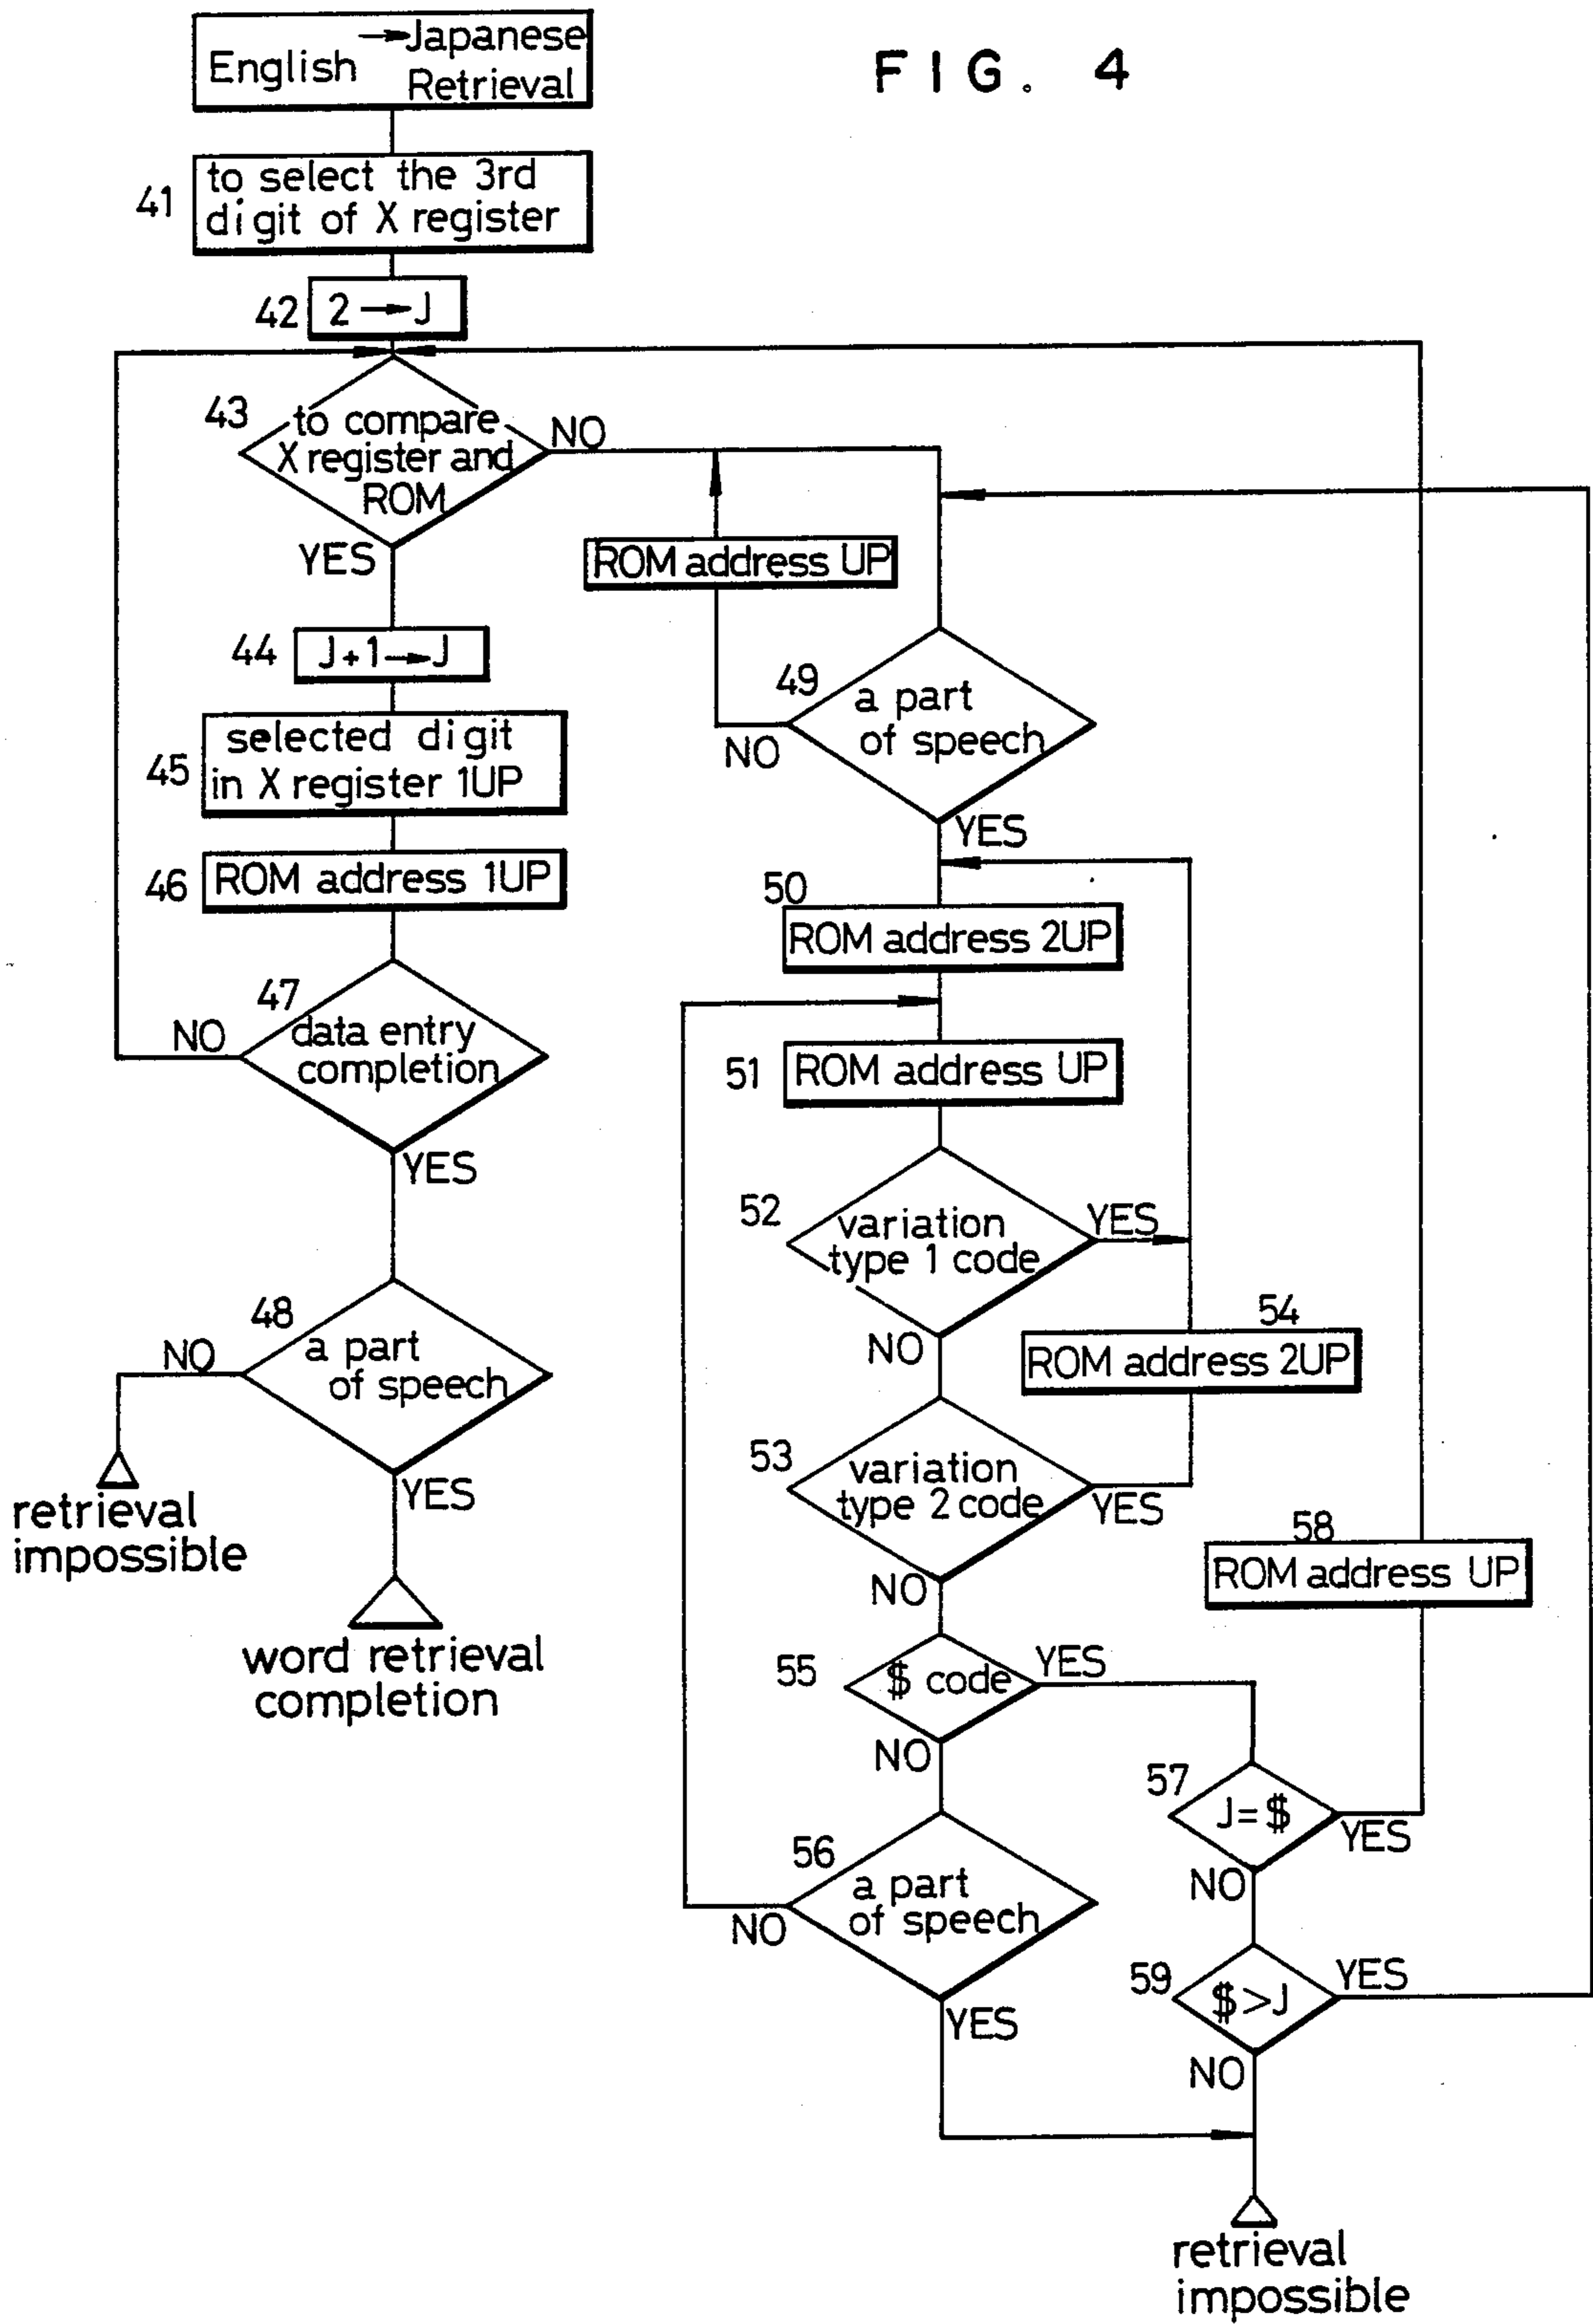 FIG. 4
English → Japanese
Retrieval
41
to select the 3rd
digit of X register
42
2 → J
43
to compare
X register and
ROM
NO
YES
44
J+1 → J
45
selected digit
in X register 1UP
46
ROM address 1UP
47
data entry
completion
NO
YES
48
a part
of speech
NO
YES
retrieval
impossible
word retrieval
completion
ROM address UP
49
a part
of speech
NO
YES
50
ROM address 2UP
51
ROM address UP
52
variation
type 1 code
YES
NO
54
ROM address 2UP
53
variation
type 2 code
YES
NO
55
$ code
YES
NO
56
a part
of speech
NO
YES
57
J=$
YES
NO
58
ROM address UP
59
$>J
YES
NO
retrieval
impossible